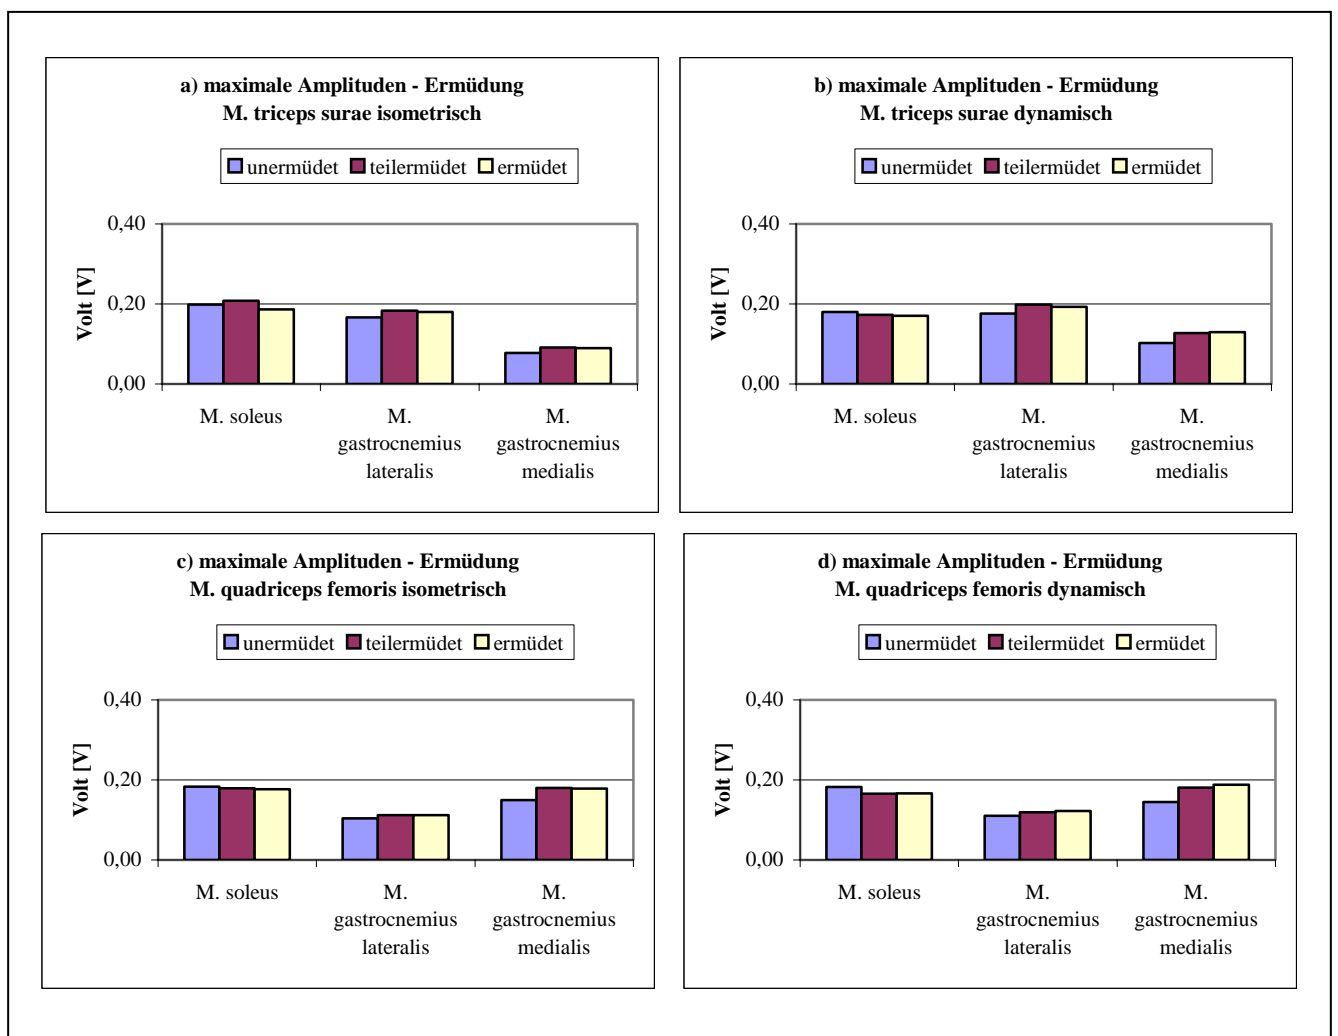 a) maximale Amplituden - Ermüdung
M. triceps surae isometrisch
unermüdet teilermüdet ermüdet
0,40
0,20
0,00
Volt [V]
M. soleus
M. gastrocnemius lateralis
M. gastrocnemius medialis
b) maximale Amplituden - Ermüdung
M. triceps surae dynamisch
unermüdet teilermüdet ermüdet
0,40
0,20
0,00
Volt [V]
M. soleus
M. gastrocnemius lateralis
M. gastrocnemius medialis
c) maximale Amplituden - Ermüdung
M. quadriceps femoris isometrisch
unermüdet teilermüdet ermüdet
0,40
0,20
0,00
Volt [V]
M. soleus
M. gastrocnemius lateralis
M. gastrocnemius medialis
d) maximale Amplituden - Ermüdung
M. quadriceps femoris dynamisch
unermüdet teilermüdet ermüdet
0,40
0,20
0,00
Volt [V]
M. soleus
M. gastrocnemius lateralis
M. gastrocnemius medialis